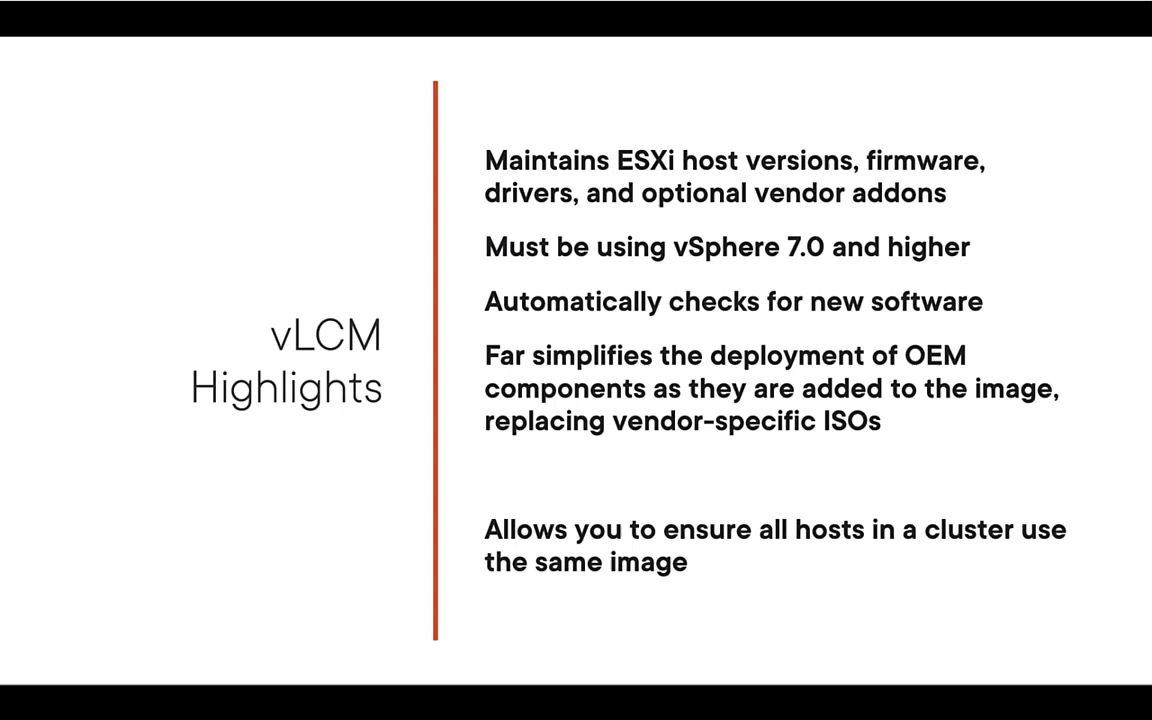 vLCM
Highlights
Maintains ESXi host versions, firmware,
drivers, and optional vendor addons
Must be using vSphere 7.0 and higher
Automatically checks for new software
Far simplifies the deployment of OEM
components as they are added to the image,
replacing vendor-specific ISOs
Allows you to ensure all hosts in a cluster use
the same image